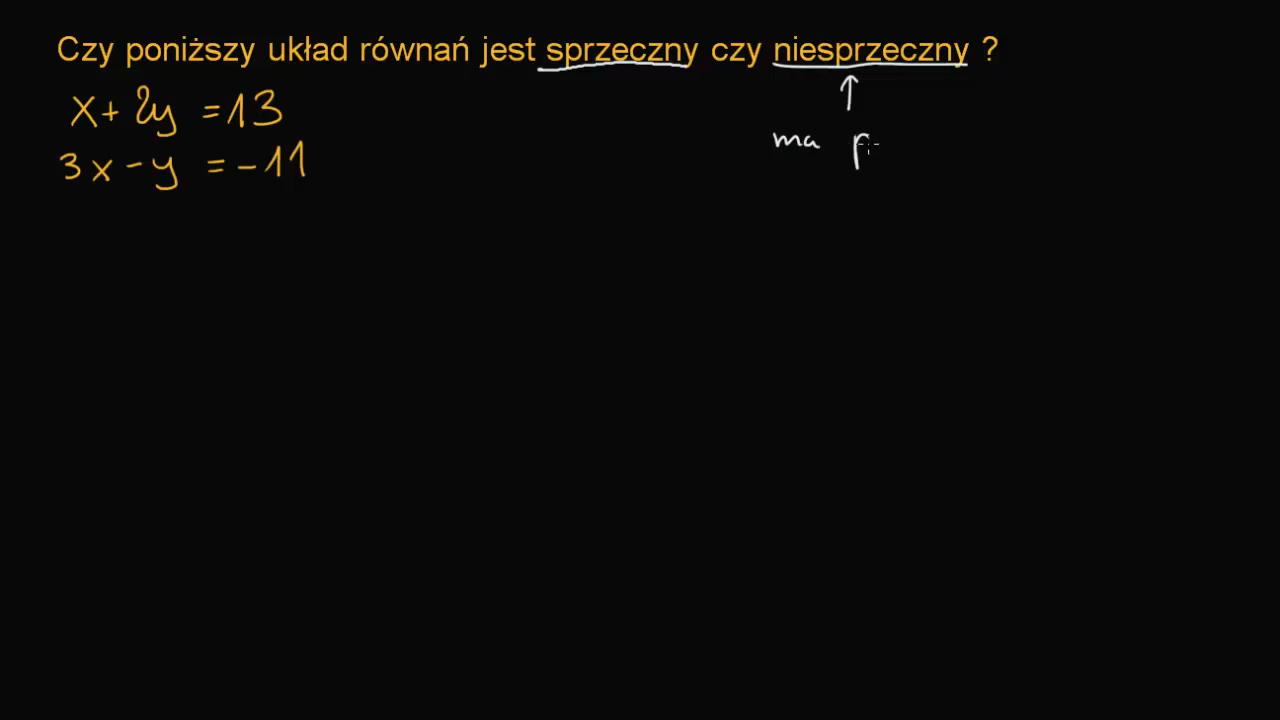 Czy poniższy układ równań jest sprzeczny czy niesprzeczny ?
x + 2y = 13
3x - y = -11
ma